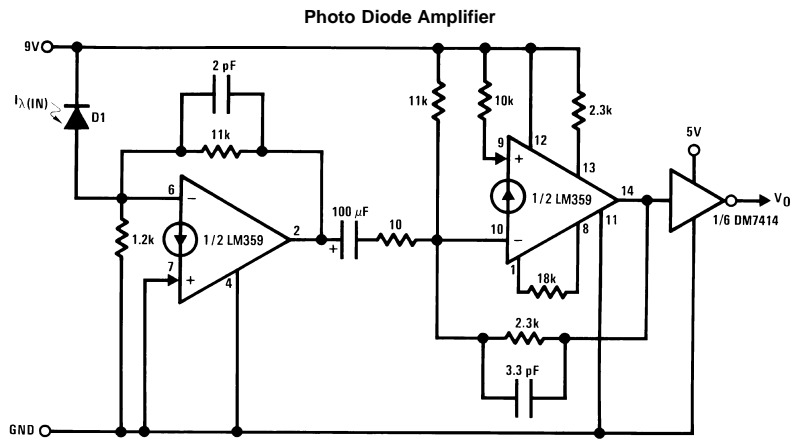 Photo Diode Amplifier
9V
2 pF
Iλ(IN)
D1
11k
11k
10k
2.3k
5V
9
+
12
13
6
−
1/2 LM359
14
VO
1/6 DM7414
11
100 µF
10
2
+
10
−
8
1.2k
1/2 LM359
7
+
4
1
18k
2.3k
3.3 pF
GND